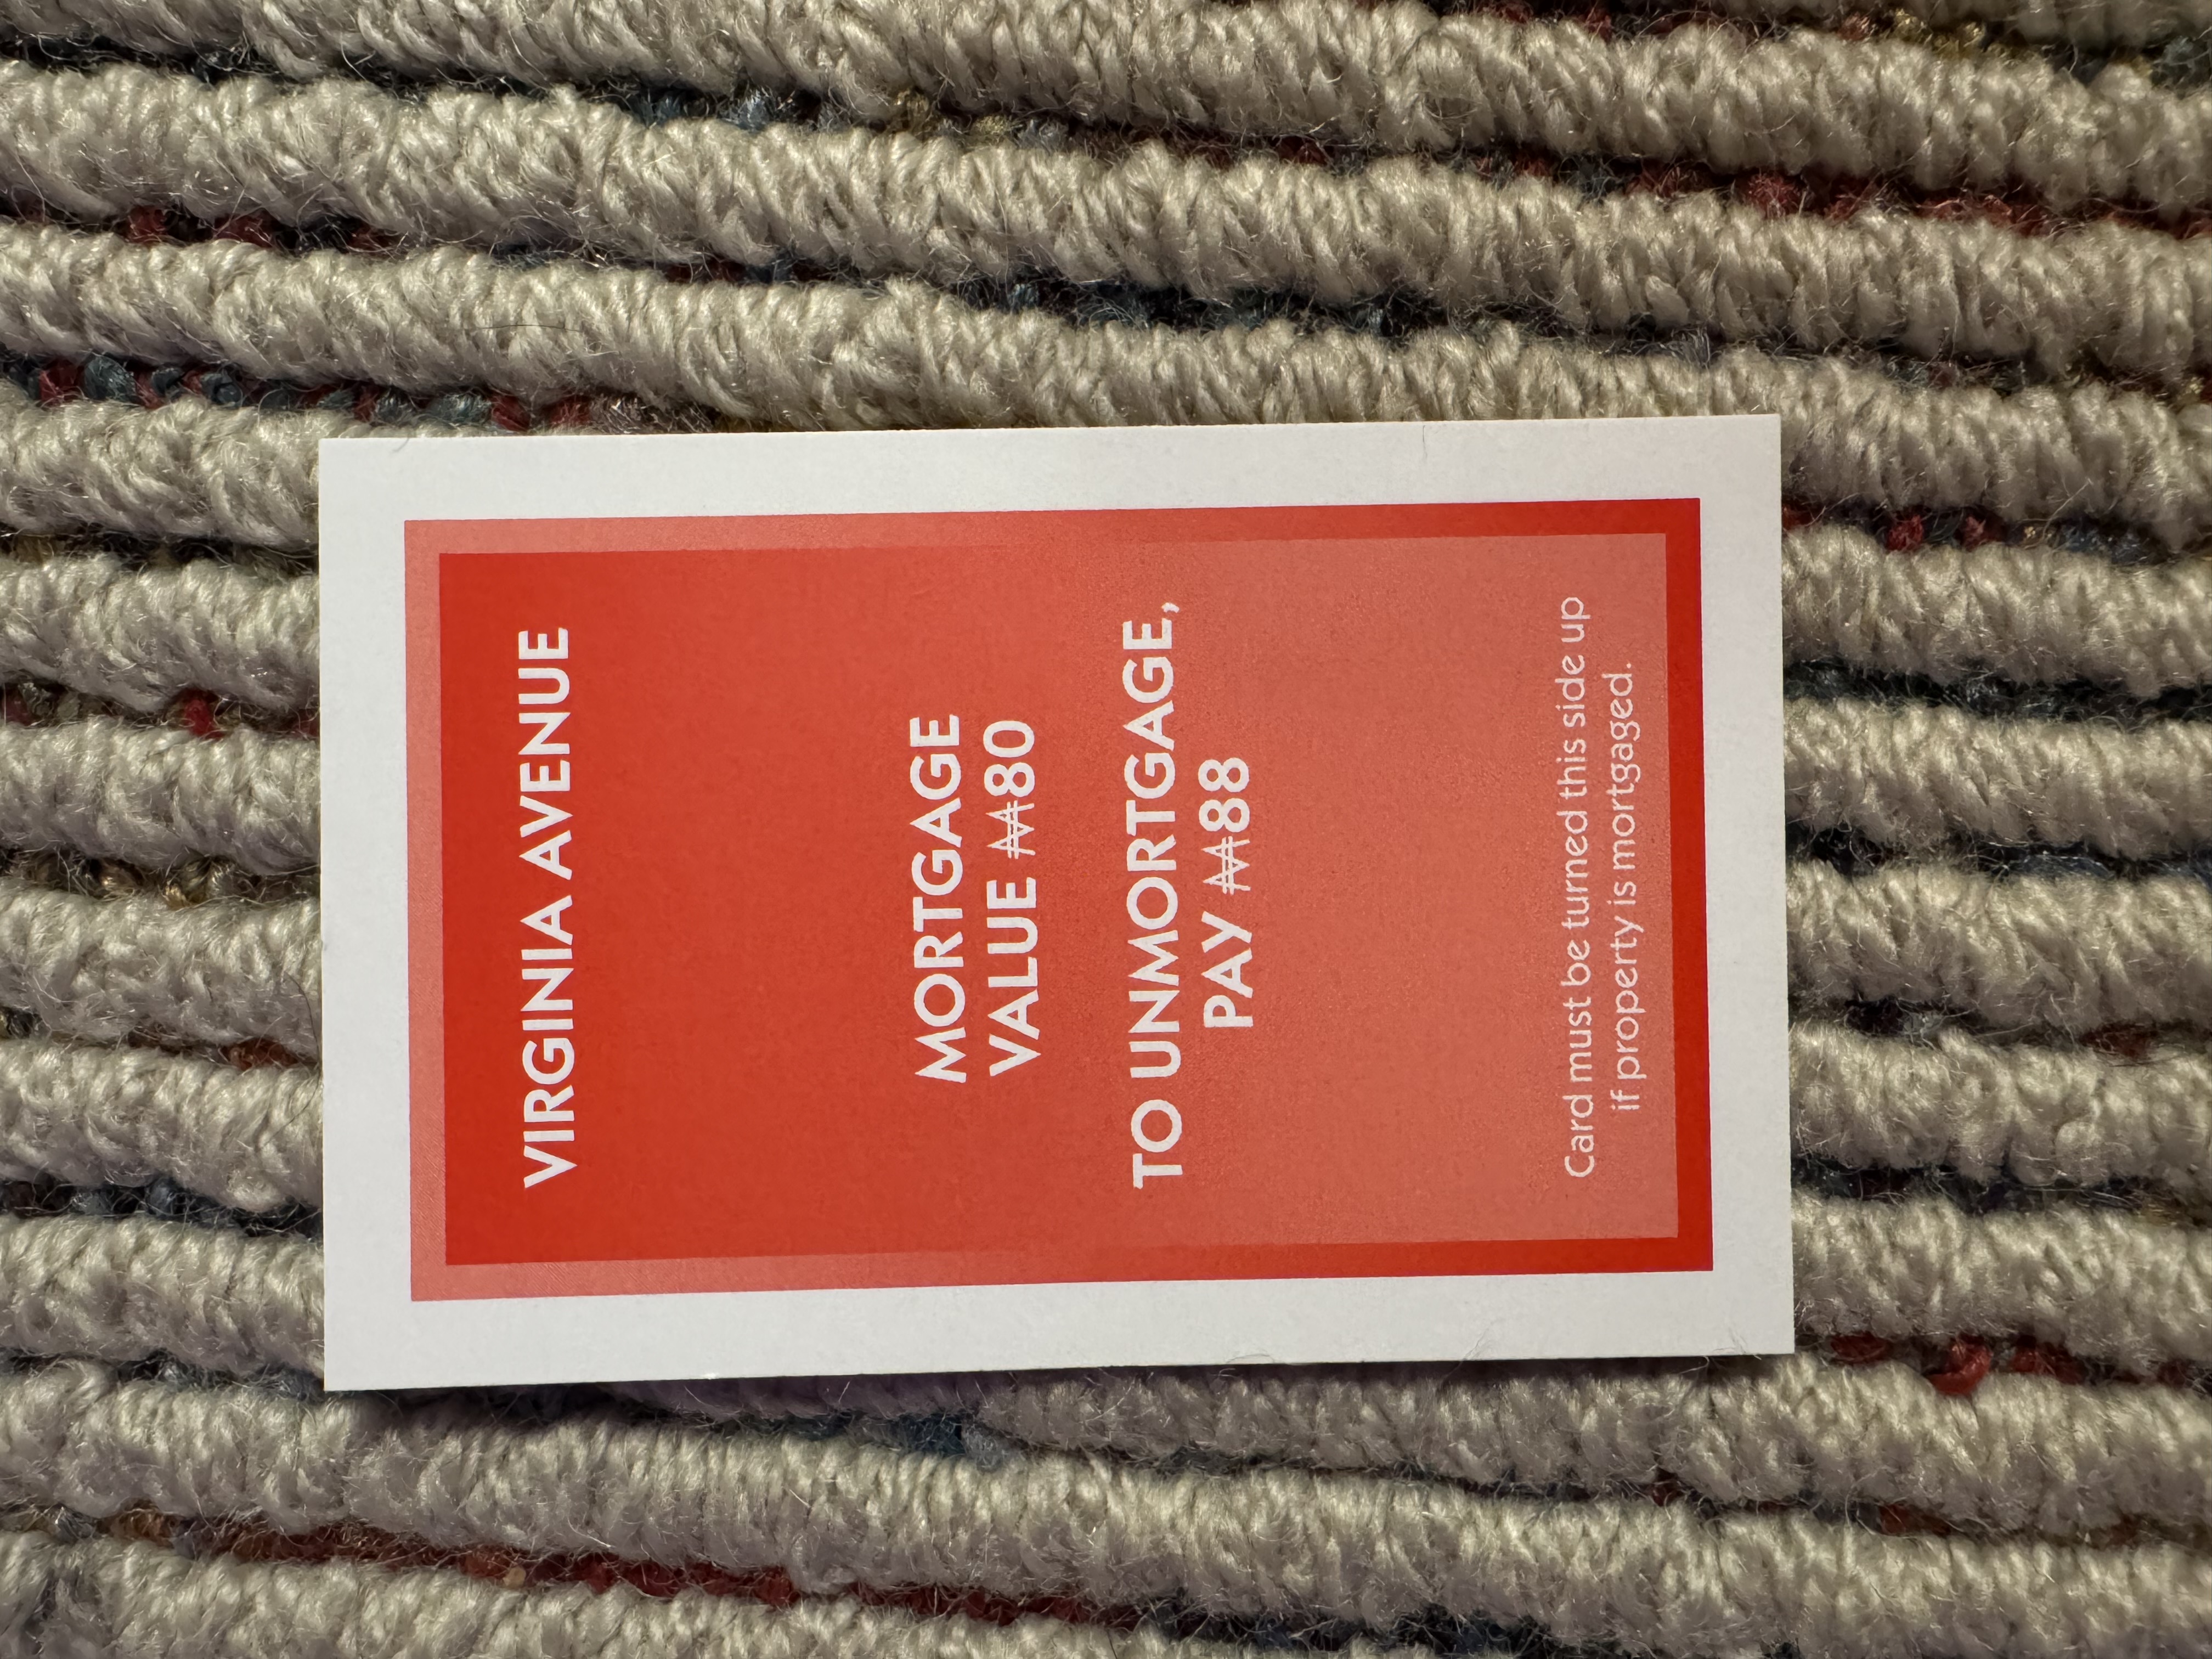 VIRGINIA AVENUE
MORTGAGE
VALUE ₩80
TO UNMORTGAGE,
PAY ₩88
Card must be turned this side up
if property is mortgaged.